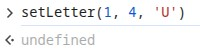 > setLetter(1, 4, 'U')
<· undefined